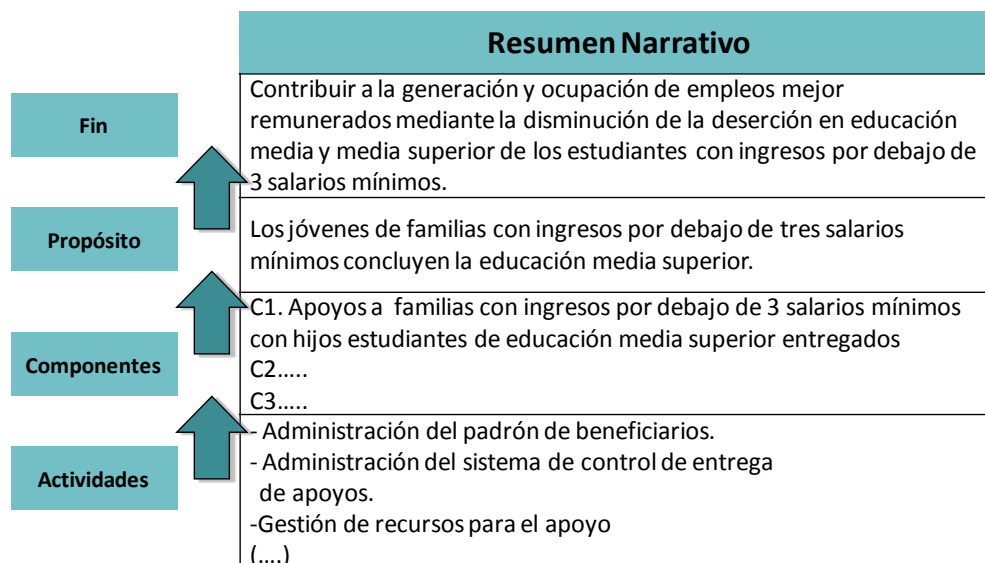 Resumen Narrativo
Fin
Contribuir a la generación y ocupación de empleos mejor
remunerados mediante la disminución de la deserción en educación
media y media superior de los estudiantes con ingresos por debajo de
3 salarios mínimos.
Propósito
Los jóvenes de familias con ingresos por debajo de tres salarios
mínimos concluyen la educación media superior.
Componentes
C1. Apoyos a familias con ingresos por debajo de 3 salarios mínimos
con hijos estudiantes de educación media superior entregados
C2.....
C3.....
Actividades
- Administración del padrón de beneficiarios.
- Administración del sistema de control de entrega
de apoyos.
-Gestión de recursos para el apoyo
(....)